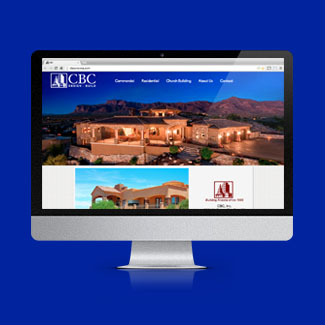 CBC
DESIGN · BUILD
Commercial Residential Church Building About Us Contact
Building Arizona since 1980
CBC, Inc.